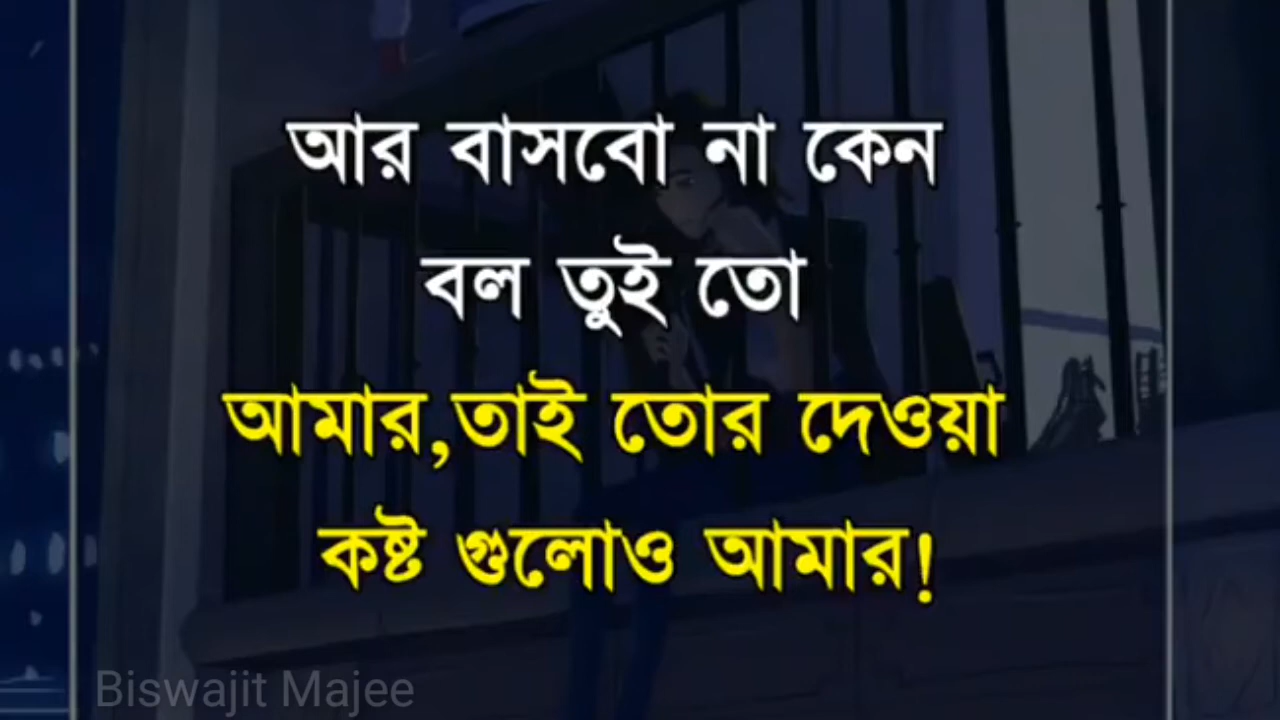 আর বাসবো না কেন
বল তুই তো
আমার,তাই তোর দেওয়া
কষ্ট গুলোও আমার!
Biswajit Majee